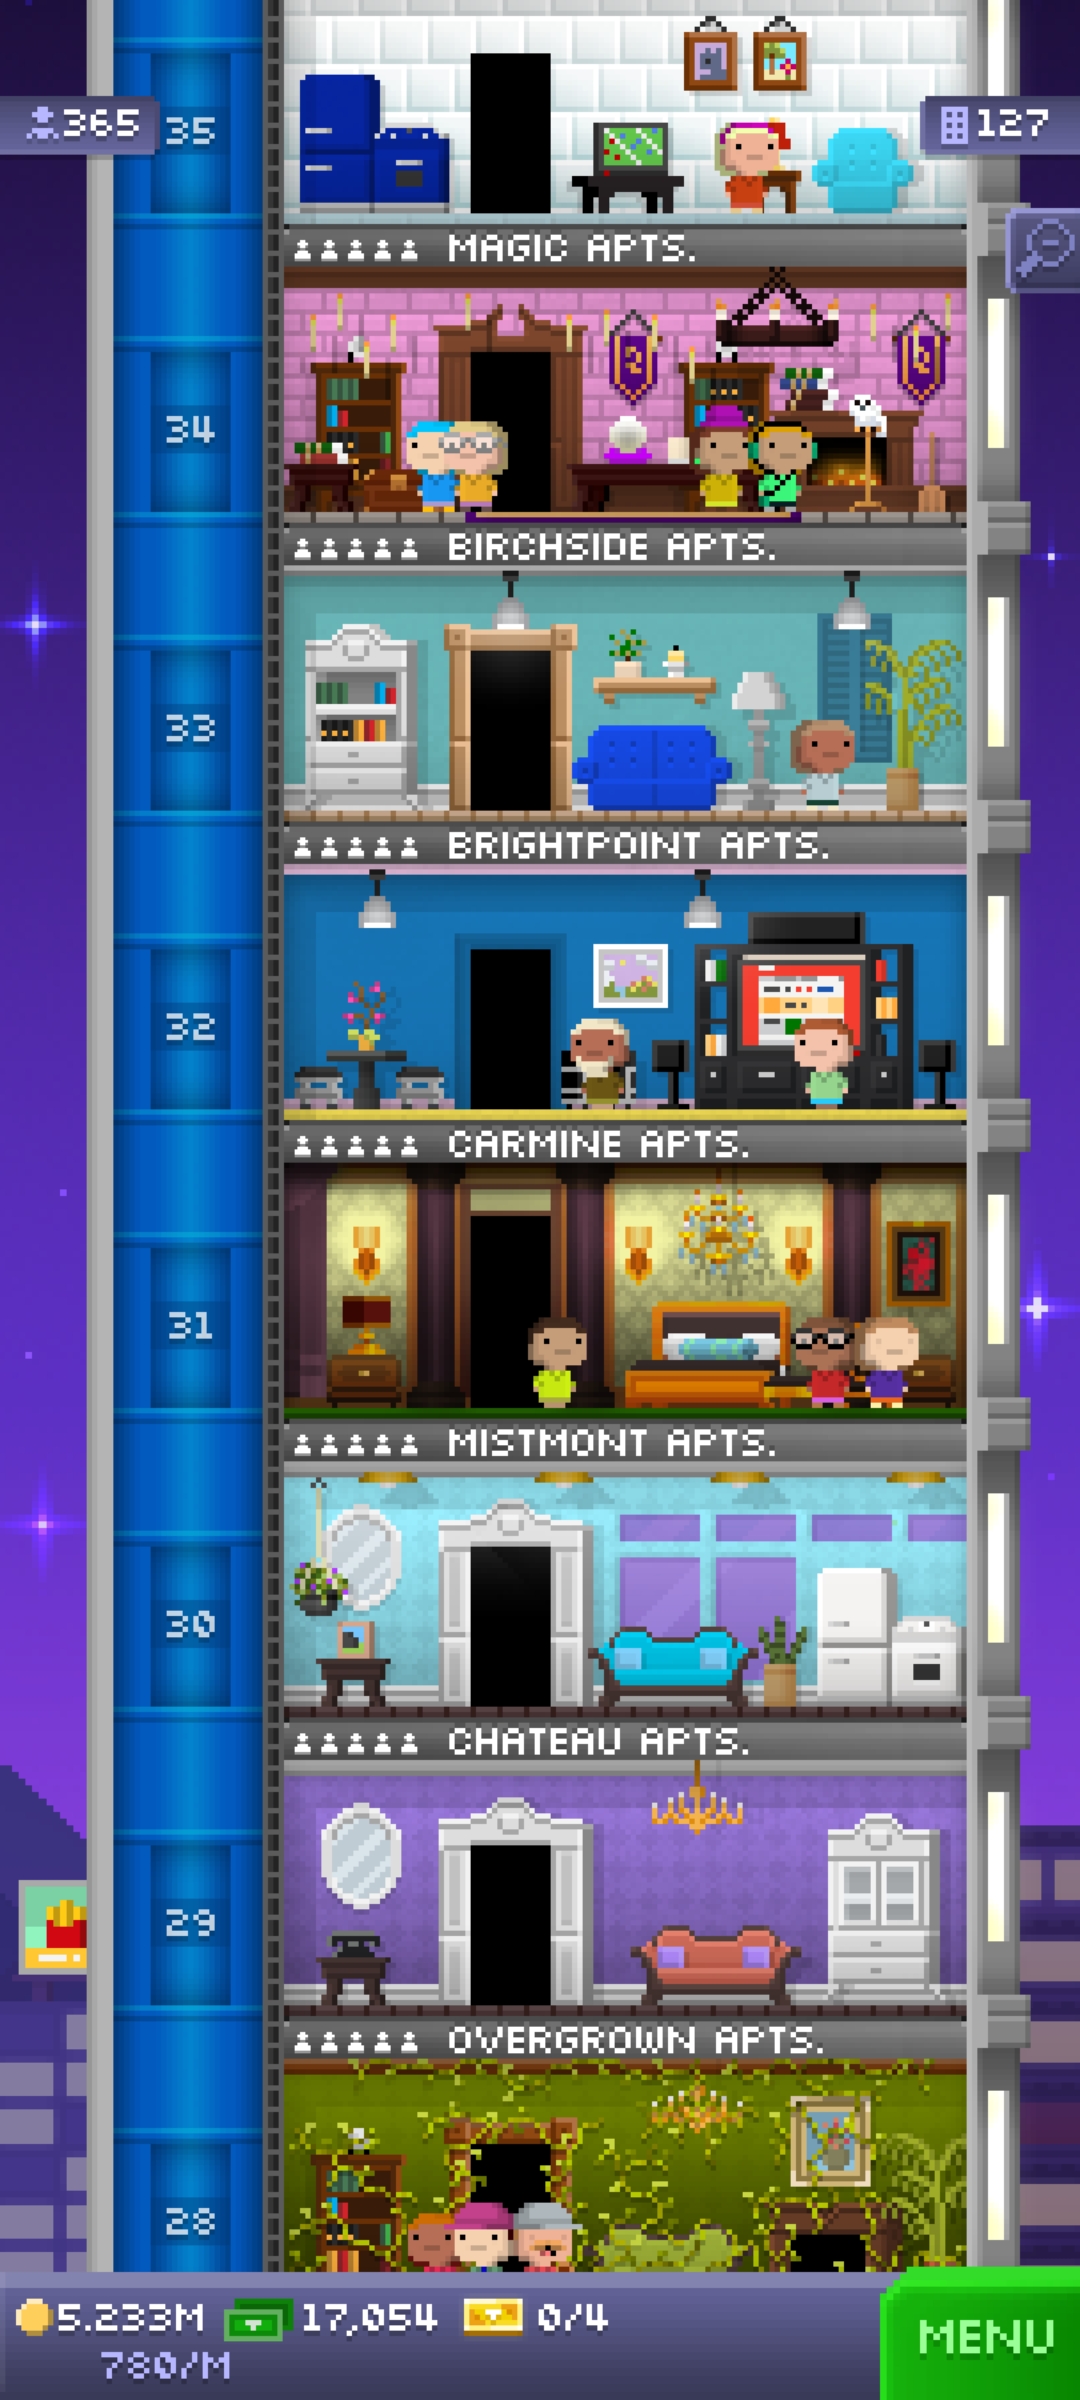 365
35
127
MAGIC APTS.
34
BIRCHSIDE APTS.
33
BRIGHTPOINT APTS.
32
CARMINE APTS.
31
MISTMONT APTS.
30
CHATEAU APTS.
29
OVERGROWN APTS.
28
5.233M 17,054 0/4
780/M
MENU